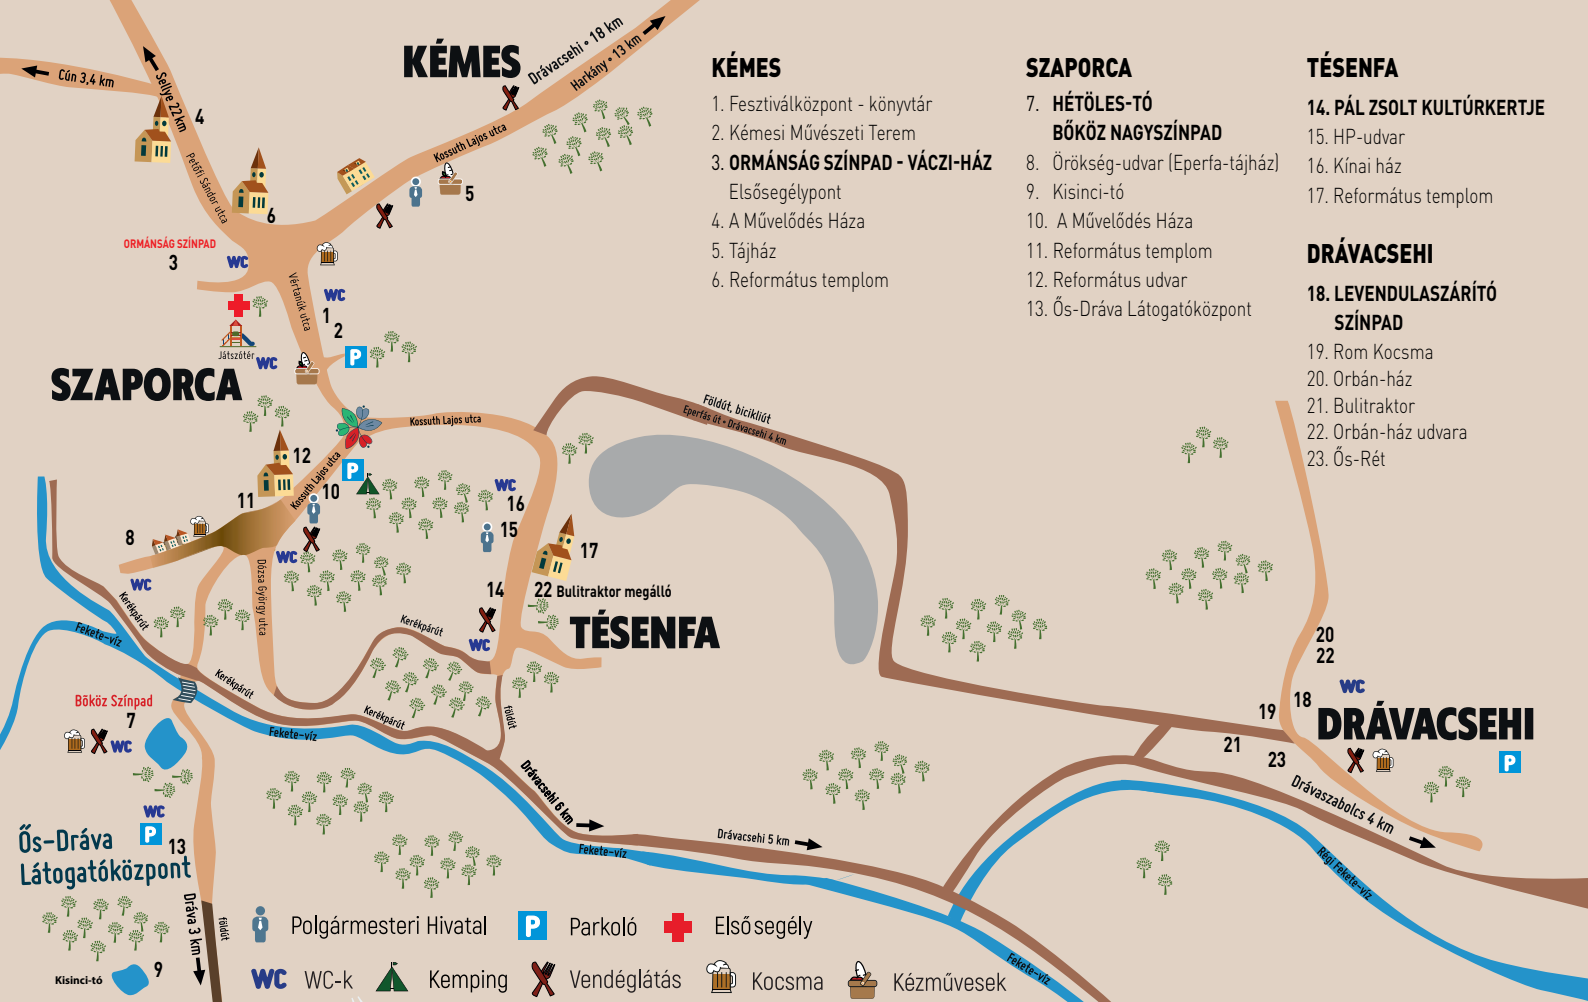 KÉMES
Drávacsehi • 18 km
Harkány • 13 km
Cún 3,4 km
Sellye 22 km
4
Petőfi Sándor utca
Kossuth Lajos utca
5
6
ORMÁNSÁG SZÍNPAD
3
WC
WC
Vértanúk utca
1
2
Játszótér
WC
P
SZAPORCA
Kossuth Lajos utca
Földút, bicikliút
Eperfás út • Drávacsehi 4 km
12
P
Kossuth Lajos utca
10
11
WC
16
15
8
WC
17
WC
Dózsa György utca
14
22 Bulitraktor megálló
TÉSENFA
WC
Kerékpárút
Kerékpárút
Fekete-víz
Kerékpárút
Kerékpárút
földút
Fekete-víz
Bőköz Színpad
7
WC
WC
P
13
Ős-Dráva
Látogatóközpont
Dráva 3 km
földút
Kisinci-tó
9
Drávacsehi 6 km
Drávacsehi 5 km
Fekete-víz
Fekete-víz
20
22
WC
18
19
DRÁVACSEHI
21
23
P
Drávaszabolcs 4 km
Régi Fekete-víz
KÉMES
1. Fesztiválközpont - könyvtár
2. Kémesi Művészeti Terem
3. ORMÁNSÁG SZÍNPAD - VÁCZI-HÁZ
Elsősegélypont
4. A Művelődés Háza
5. Tájház
6. Református templom
SZAPORCA
7. HÉTÖLES-TÓ
BŐKÖZ NAGYSZÍNPAD
8. Örökség-udvar (Eperfa-tájház)
9. Kisinci-tó
10. A Művelődés Háza
11. Református templom
12. Református udvar
13. Ős-Dráva Látogatóközpont
TÉSENFA
14. PÁL ZSOLT KULTÚRKERTJE
15. HP-udvar
16. Kínai ház
17. Református templom
DRÁVACSEHI
18. LEVENDULASZÁRÍTÓ
SZÍNPAD
19. Rom Kocsma
20. Orbán-ház
21. Bulitraktor
22. Orbán-ház udvara
23. Ős-Rét
Polgármesteri Hivatal
P Parkoló
Elsősegély
WC WC-k
Kemping
Vendéglátás
Kocsma
Kézművesek